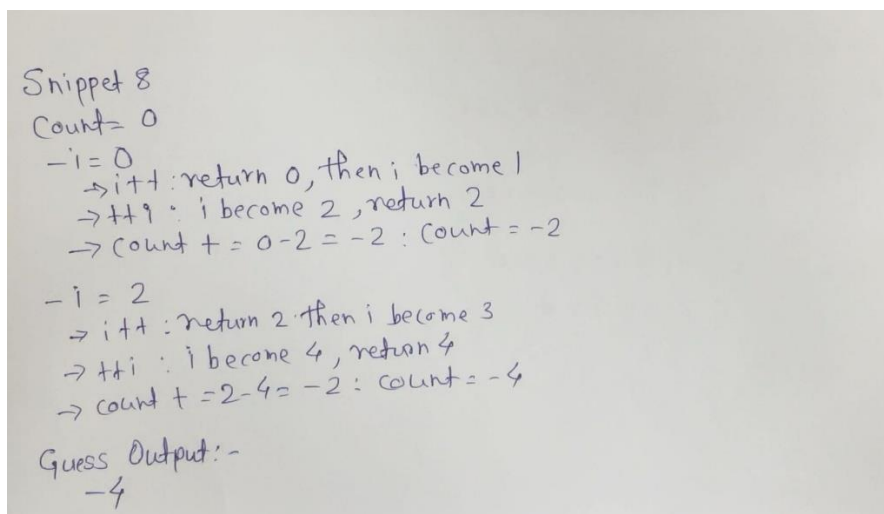 Snippet 8
Count= 0
-i = 0
→ i++ : return 0, then i become 1
→ ++i : i become 2, return 2
→ Count + = 0-2 = -2 : Count = -2
- i = 2
→ i++ : return 2 then i become 3
→ ++i : i become 4, return 4
→ count + =2-4= -2 : count = -4
Guess Output:-
-4